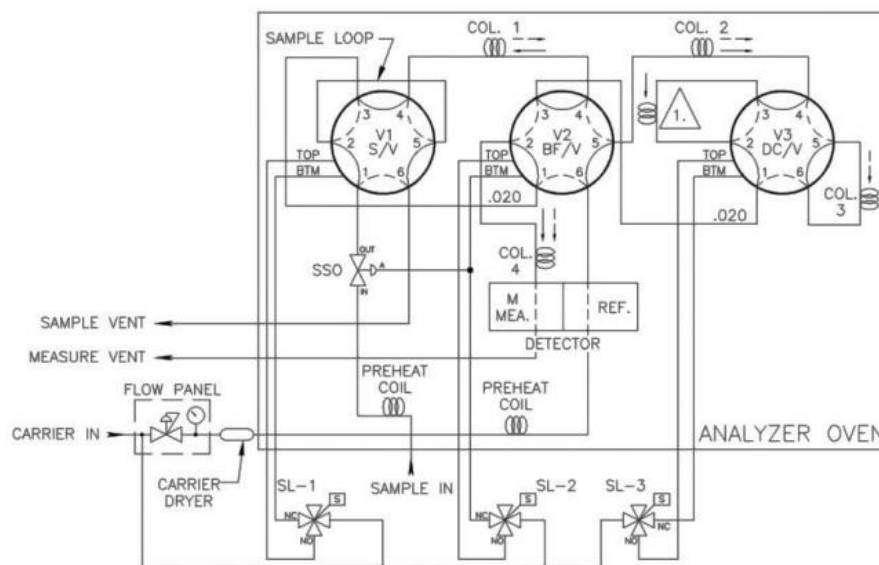 COL. 1
COL. 2
SAMPLE LOOP
3 4
2 V1 5
S/V
1 6
TOP
BTM
3 4
2 V2 5
BF/V
1 6
TOP
BTM
1.
3 4
2 V3 5
DC/V
1 6
TOP
BTM
.020
.020
COL.
3
COL.
4
OUT
SSO
A
IN
M
MEA.
REF.
DETECTOR
SAMPLE VENT
MEASURE VENT
FLOW PANEL
PREHEAT
COIL
PREHEAT
COIL
CARRIER IN
ANALYZER OVEN
CARRIER
DRYER
SAMPLE IN
SL-1
S
NC
NO
SL-2
S
NC
NO
SL-3
S
NC
NO